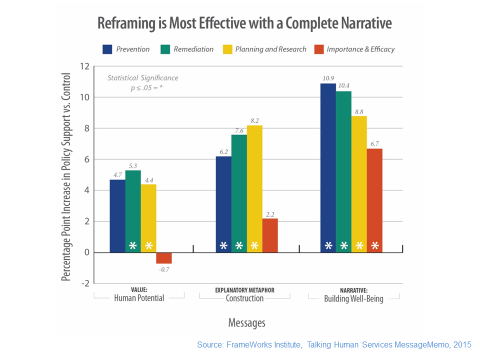 Reframing is Most Effective with a Complete Narrative
Prevention Remediation Planning and Research Importance & Efficacy
Percentage Point Increase in Policy Support vs. Control
12
10
8
6
4
2
0
-2
Statistical Significance
p ≤ .05 = *
4.7 5.3 4.4 -0.7
* *
6.2 7.6 8.2 2.2
* * *
10.9 10.4 8.8 6.7
* * * *
VALUE:
Human Potential
EXPLANATORY METAPHOR
Construction
NARRATIVE:
Building Well-Being
Messages
Source: FrameWorks Institute, Talking Human Services MessageMemo, 2015